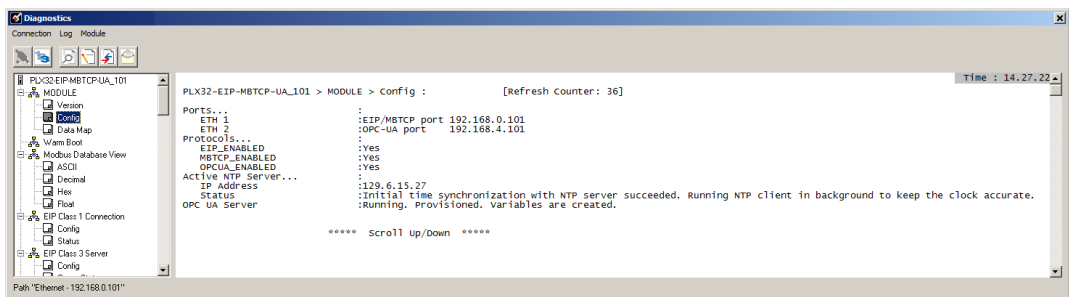 Diagnostics
Connection Log Module
PLX32-EIP-MBTCP-UA_101
MODULE
Version
Config
Data Map
Warm Boot
Modbus Database View
ASCII
Decimal
Hex
Float
EIP Class 1 Connection
Config
Status
EIP Class 3 Server
Config
Time : 14.27.22
PLX32-EIP-MBTCP-UA_101 > MODULE > Config : [Refresh Counter: 36]
Ports... :
ETH 1 :EIP/MBTCP port 192.168.0.101
ETH 2 :OPC-UA port 192.168.4.101
Protocols... :
EIP_ENABLED :Yes
MBTCP_ENABLED :Yes
OPCUA_ENABLED :Yes
Active NTP Server... :
IP Address :129.6.15.27
Status :Initial time synchronization with NTP server succeeded. Running NTP client in background to keep the clock accurate.
OPC UA Server :Running. Provisioned. Variables are created.
***** Scroll Up/Down *****
Path "Ethernet - 192.168.0.101"